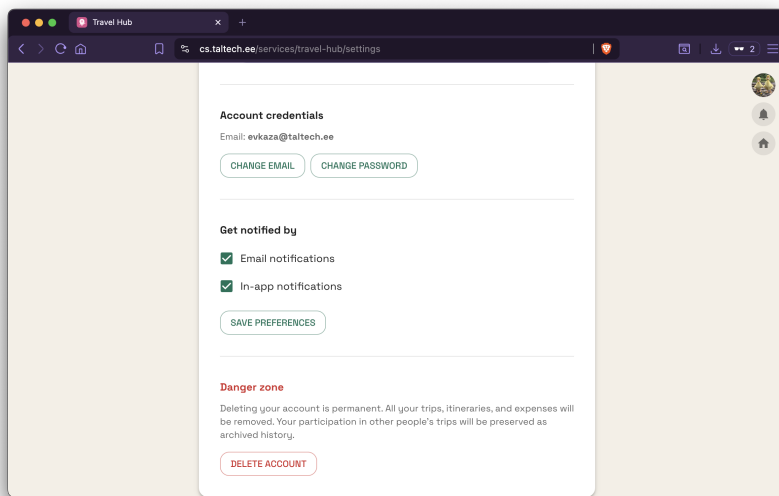 Travel Hub
cs.taltech.ee/services/travel-hub/settings
2
Account credentials
Email: evkaza@taltech.ee
CHANGE EMAIL CHANGE PASSWORD
Get notified by
Email notifications
In-app notifications
SAVE PREFERENCES
Danger zone
Deleting your account is permanent. All your trips, itineraries, and expenses will
be removed. Your participation in other people's trips will be preserved as
archived history.
DELETE ACCOUNT